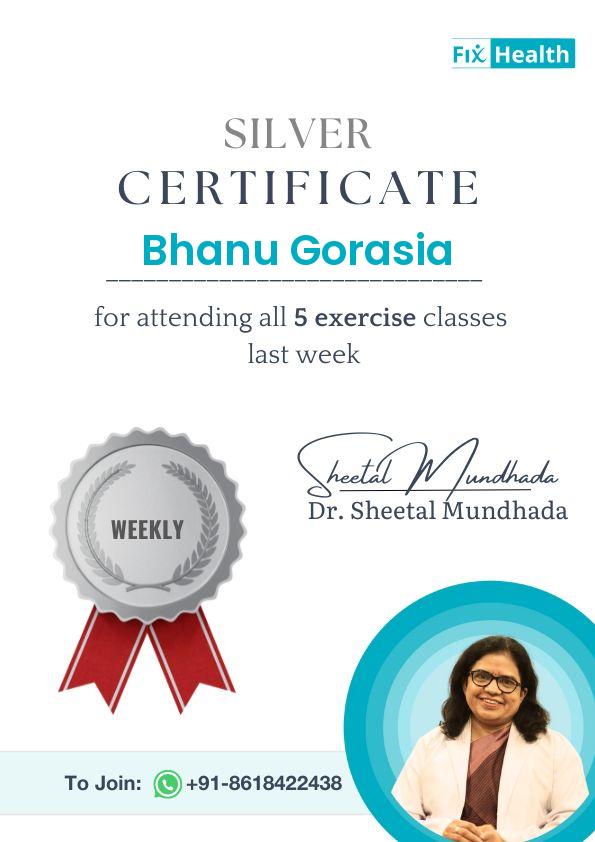 Fix Health
SILVER
CERTIFICATE
Bhanu Gorasia
for attending all 5 exercise classes
last week
WEEKLY
Sheetal Mundhada
Dr. Sheetal Mundhada
To Join: +91-8618422438